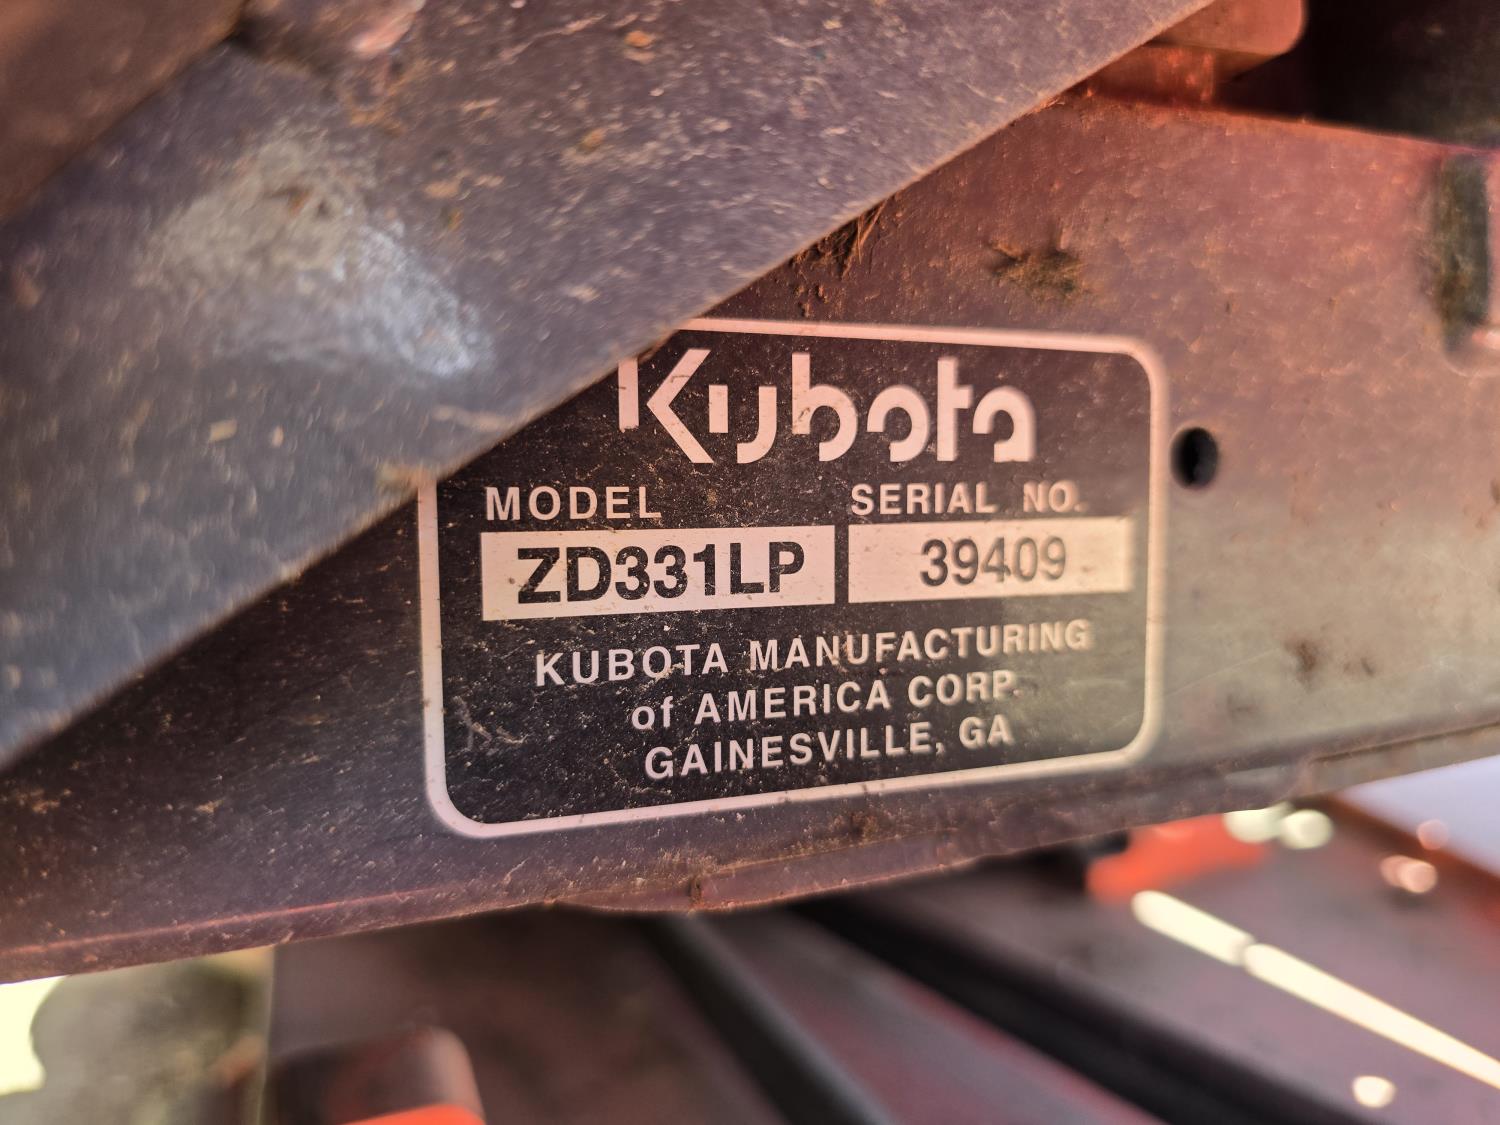 Kubota
MODEL SERIAL NO.
ZD331LP 39409
KUBOTA MANUFACTURING
of AMERICA CORP.
GAINESVILLE, GA